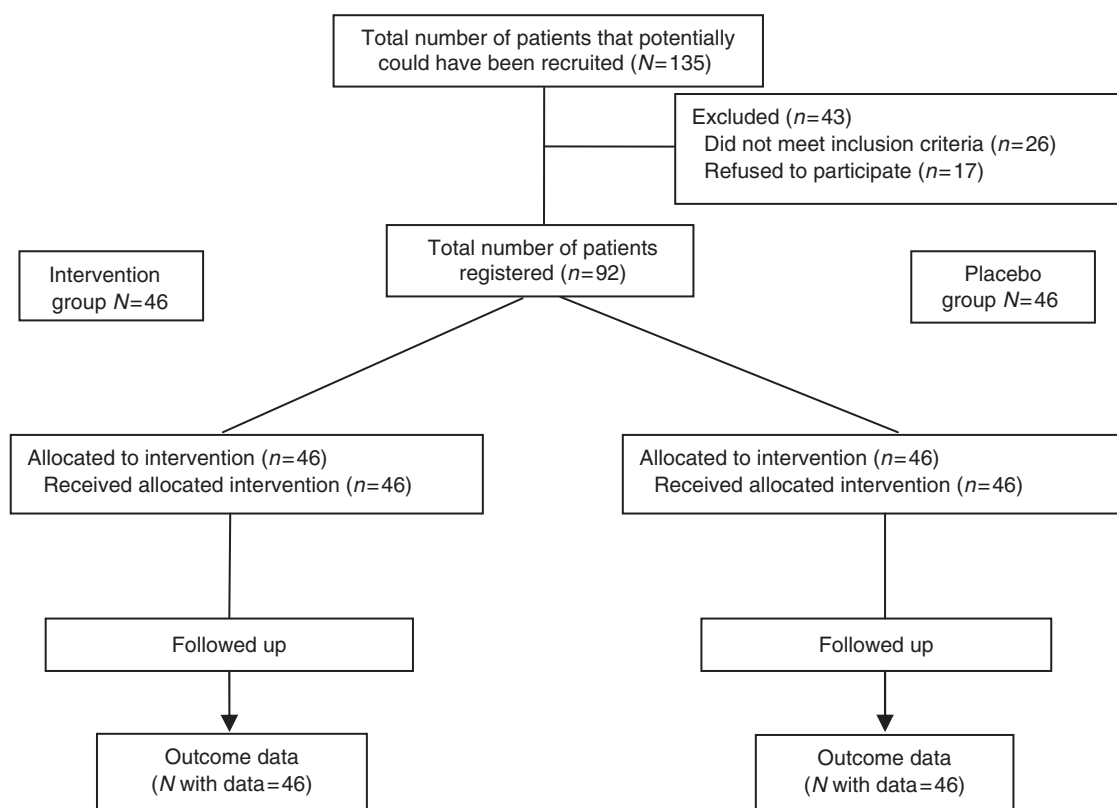 Total number of patients that potentially
could have been recruited (N=135)
Excluded (n=43)
Did not meet inclusion criteria (n=26)
Refused to participate (n=17)
Total number of patients
registered (n=92)
Intervention
group N=46
Placebo
group N=46
Allocated to intervention (n=46)
Received allocated intervention (n=46)
Allocated to intervention (n=46)
Received allocated intervention (n=46)
Followed up
Followed up
Outcome data
(N with data=46)
Outcome data
(N with data=46)